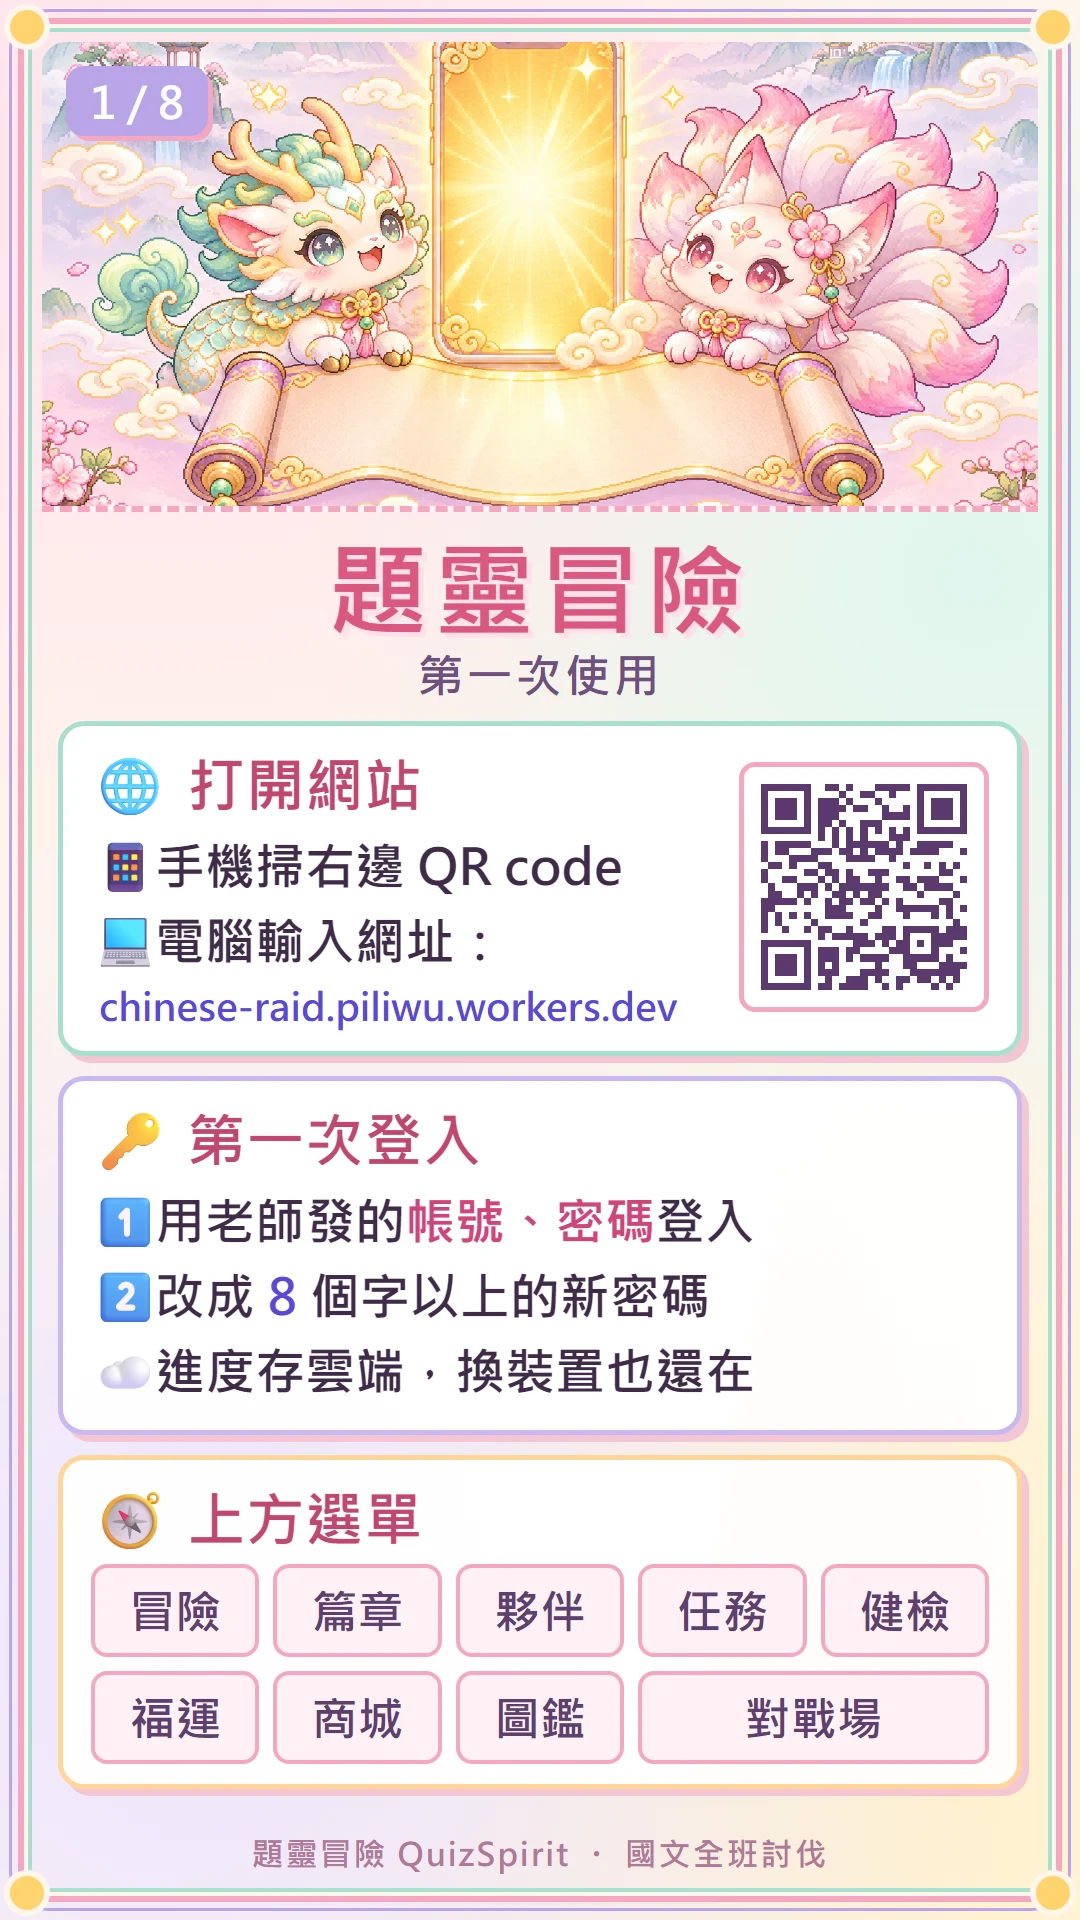 1/8
題靈冒險
第一次使用
打開網站
手機掃右邊 QR code
電腦輸入網址：
chinese-raid.piliwu.workers.dev
第一次登入
1 用老師發的帳號、密碼登入
2 改成 8 個字以上的新密碼
進度存雲端，換裝置也還在
上方選單
冒險 篇章 夥伴 任務 健檢
福運 商城 圖鑑 對戰場
題靈冒險 QuizSpirit · 國文全班討伐